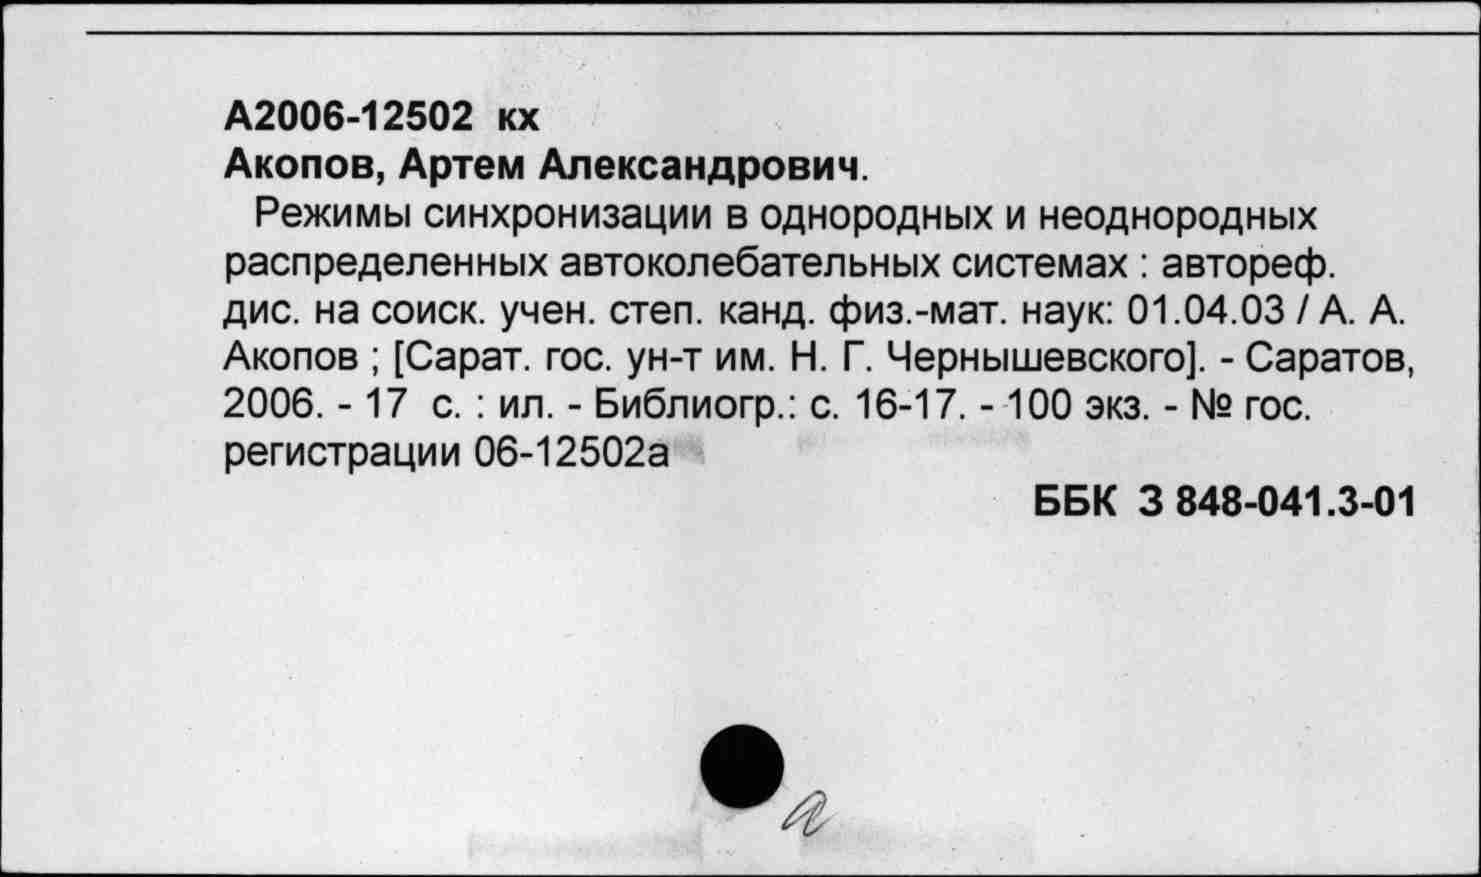 А2006-12502 кх
Акопов, Артем Александрович.
Режимы синхронизации в однородных и неоднородных
распределенных автоколебательных системах : автореф.
дис. на соиск. учен. степ. канд. физ.-мат. наук: 01.04.03 / А. А.
Акопов ; [Сарат. гос. ун-т им. Н. Г. Чернышевского]. - Саратов,
2006. - 17 с. : ил. - Библиогр.: с. 16-17. - 100 экз. - № гос.
регистрации 06-12502а
ББК З 848-041.3-01
а